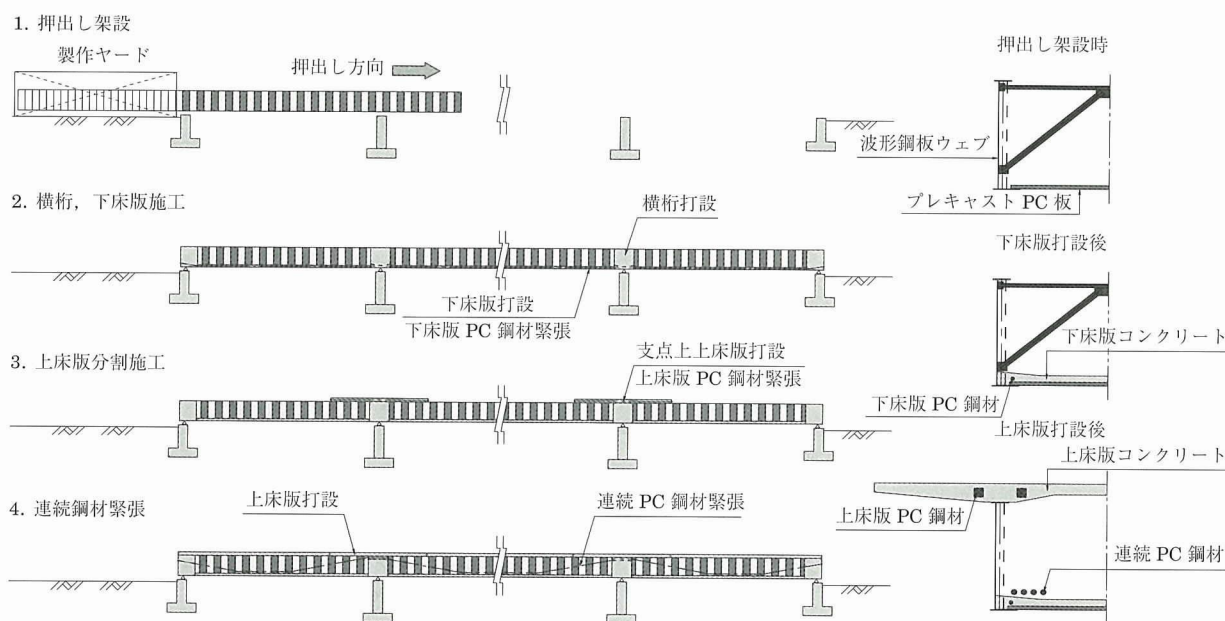 1. 押出し架設
製作ヤード
押出し方向
2. 横桁，下床版施工
横桁打設
下床版打設
下床版 PC 鋼材緊張
3. 上床版分割施工
支点上上床版打設
上床版 PC 鋼材緊張
4. 連続鋼材緊張
上床版打設
連続 PC 鋼材緊張
押出し架設時
波形鋼板ウェブ
プレキャスト PC 板
下床版打設後
下床版コンクリート
下床版 PC 鋼材
上床版打設後
上床版コンクリート
上床版 PC 鋼材
連続 PC 鋼材